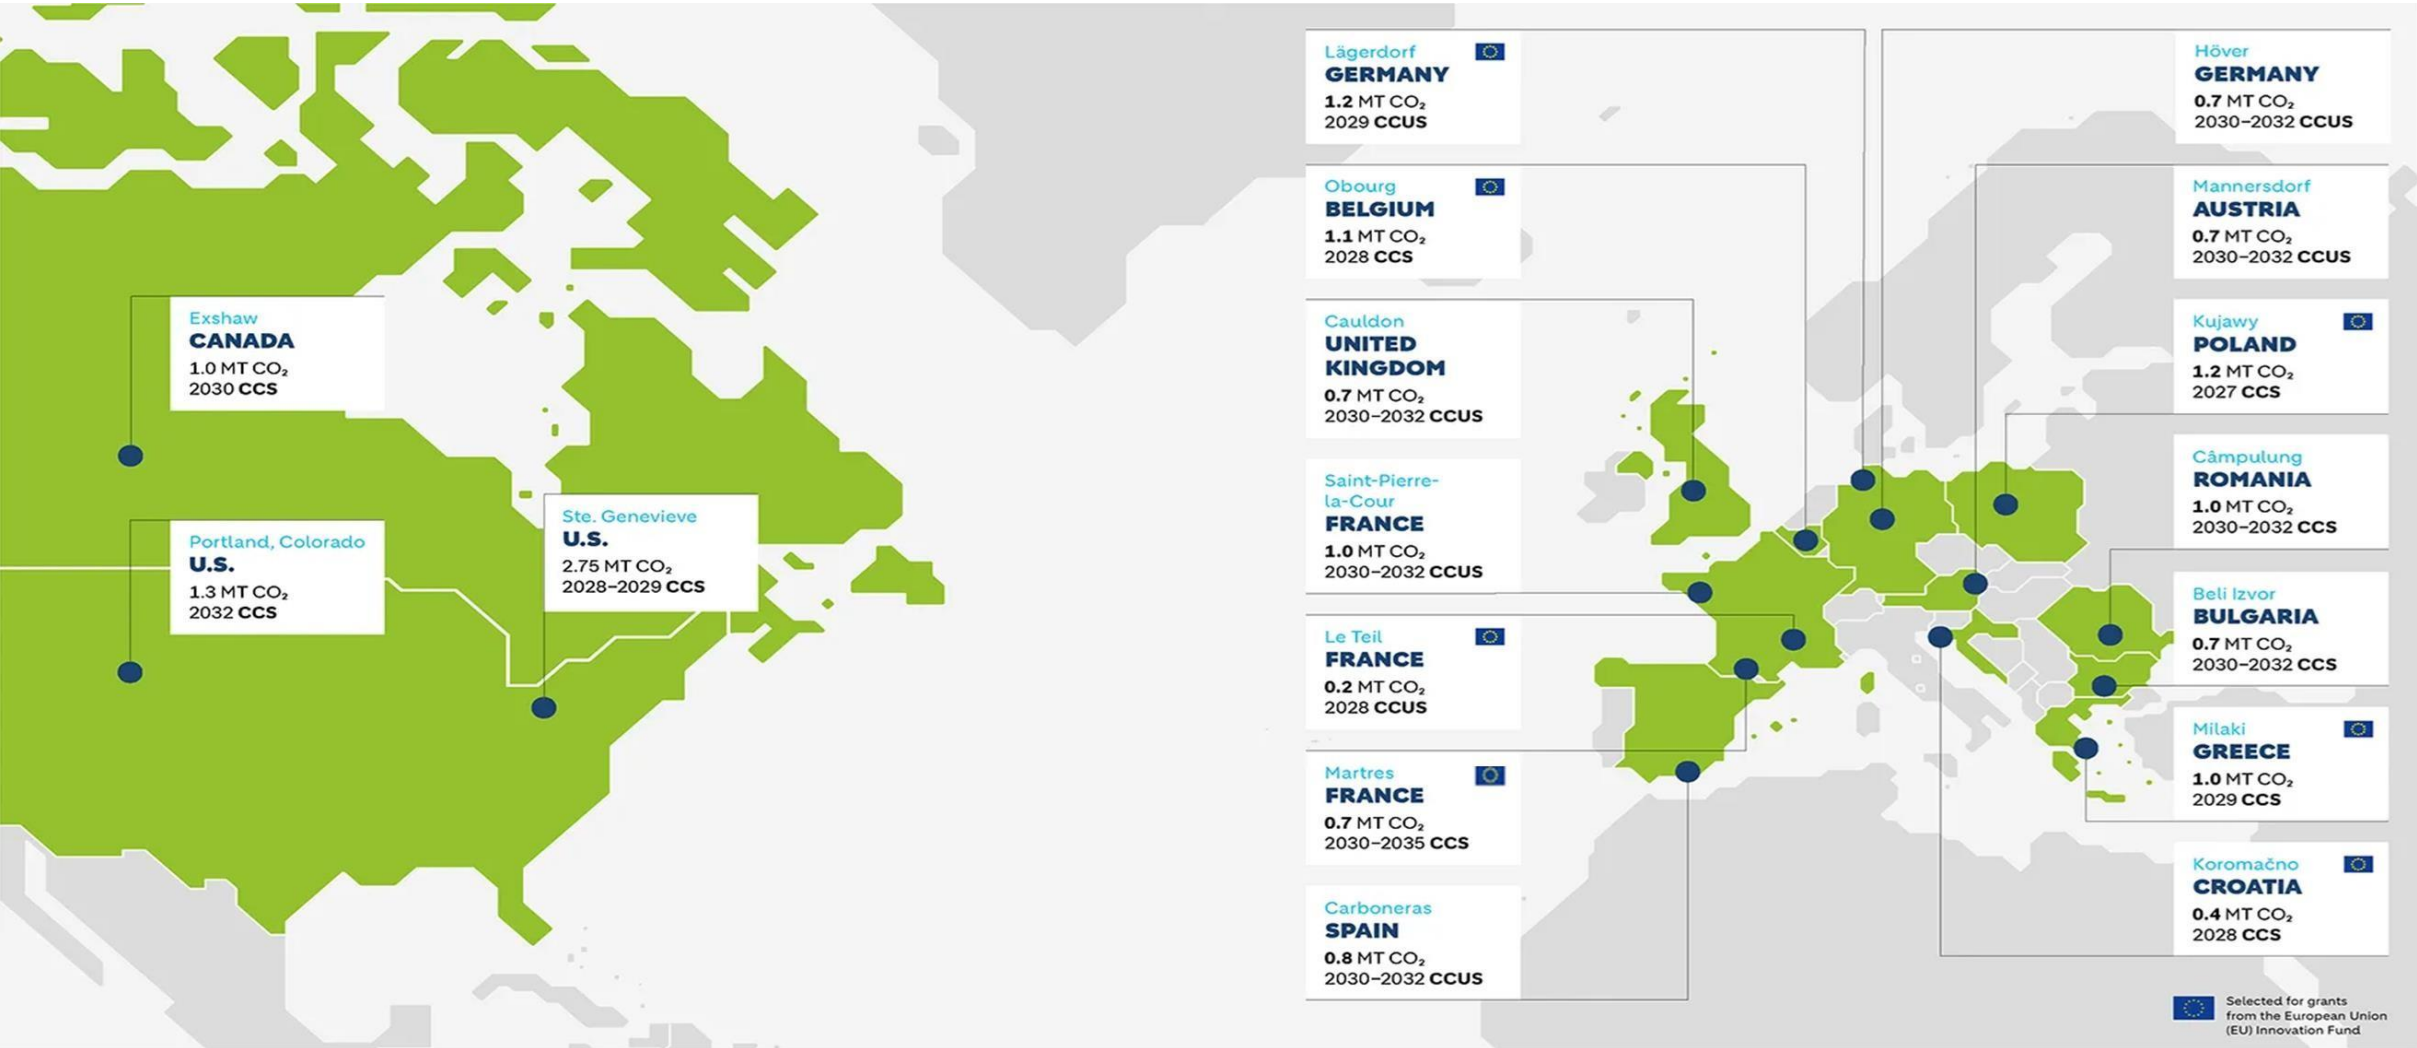 Exshaw
CANADA
1.0 MT CO₂
2030 CCS
Portland, Colorado
U.S.
1.3 MT CO₂
2032 CCS
Ste. Genevieve
U.S.
2.75 MT CO₂
2028–2029 CCS
Lägerdorf
GERMANY
1.2 MT CO₂
2029 CCUS
Obourg
BELGIUM
1.1 MT CO₂
2028 CCS
Cauldon
UNITED
KINGDOM
0.7 MT CO₂
2030–2032 CCUS
Saint-Pierre-
la-Cour
FRANCE
1.0 MT CO₂
2030–2032 CCUS
Le Teil
FRANCE
0.2 MT CO₂
2028 CCUS
Martres
FRANCE
0.7 MT CO₂
2030–2035 CCS
Carboneras
SPAIN
0.8 MT CO₂
2030–2032 CCUS
Höver
GERMANY
0.7 MT CO₂
2030–2032 CCUS
Mannersdorf
AUSTRIA
0.7 MT CO₂
2030–2032 CCUS
Kujawy
POLAND
1.2 MT CO₂
2027 CCS
Câmpulung
ROMANIA
1.0 MT CO₂
2030–2032 CCS
Beli Izvor
BULGARIA
0.7 MT CO₂
2030–2032 CCS
Milaki
GREECE
1.0 MT CO₂
2029 CCS
Koromačno
CROATIA
0.4 MT CO₂
2028 CCS
Selected for grants
from the European Union
(EU) Innovation Fund